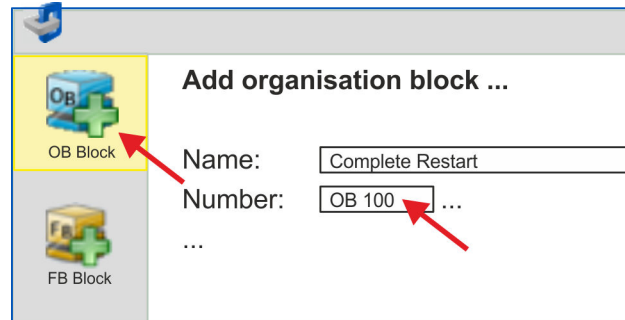 Add organisation block ...
OB
OB Block
Name: Complete Restart
Number: OB 100 ...
...
FB
FB Block